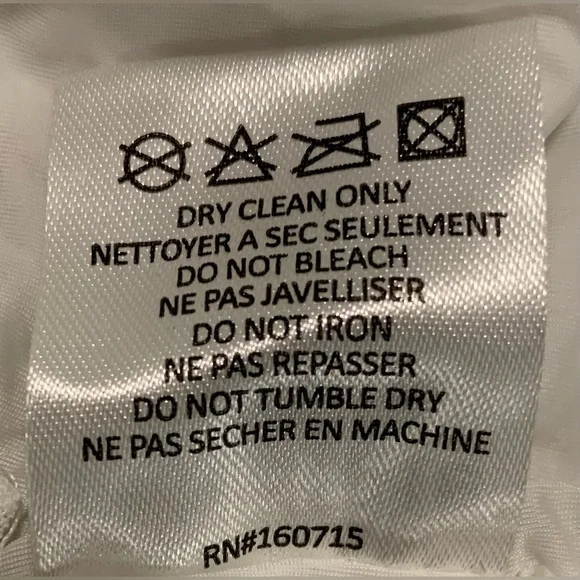 DRY CLEAN ONLY
NETTOYER A SEC SEULEMENT
DO NOT BLEACH
NE PAS JAVELLISER
DO NOT IRON
NE PAS REPASSER
DO NOT TUMBLE DRY
NE PAS SECHER EN MACHINE
RN#160715